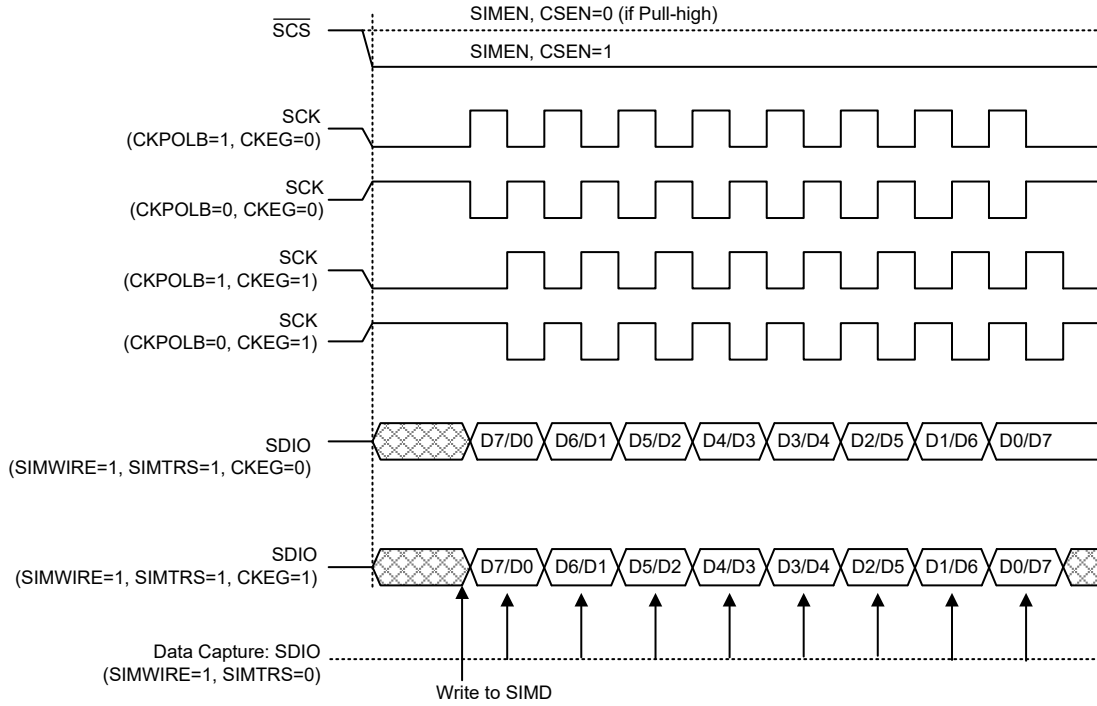 SIMEN, CSEN=0 (if Pull-high)
SCS
SIMEN, CSEN=1
SCK
(CKPOLB=1, CKEG=0)
SCK
(CKPOLB=0, CKEG=0)
SCK
(CKPOLB=1, CKEG=1)
SCK
(CKPOLB=0, CKEG=1)
SDIO
(SIMWIRE=1, SIMTRS=1, CKEG=0)
D7/D0 D6/D1 D5/D2 D4/D3 D3/D4 D2/D5 D1/D6 D0/D7
SDIO
(SIMWIRE=1, SIMTRS=1, CKEG=1)
D7/D0 D6/D1 D5/D2 D4/D3 D3/D4 D2/D5 D1/D6 D0/D7
Data Capture: SDIO
(SIMWIRE=1, SIMTRS=0)
Write to SIMD